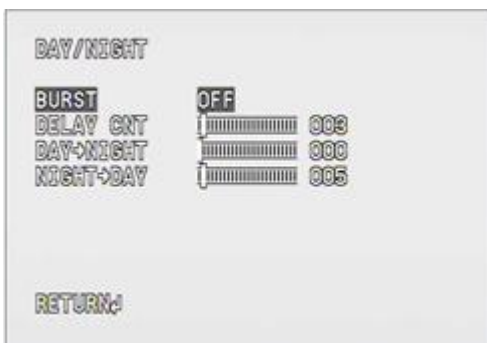 DAY/NIGHT
BURST OFF
DELAY CNT 003
DAY→NIGHT 000
NIGHT→DAY 005
RETURN↲